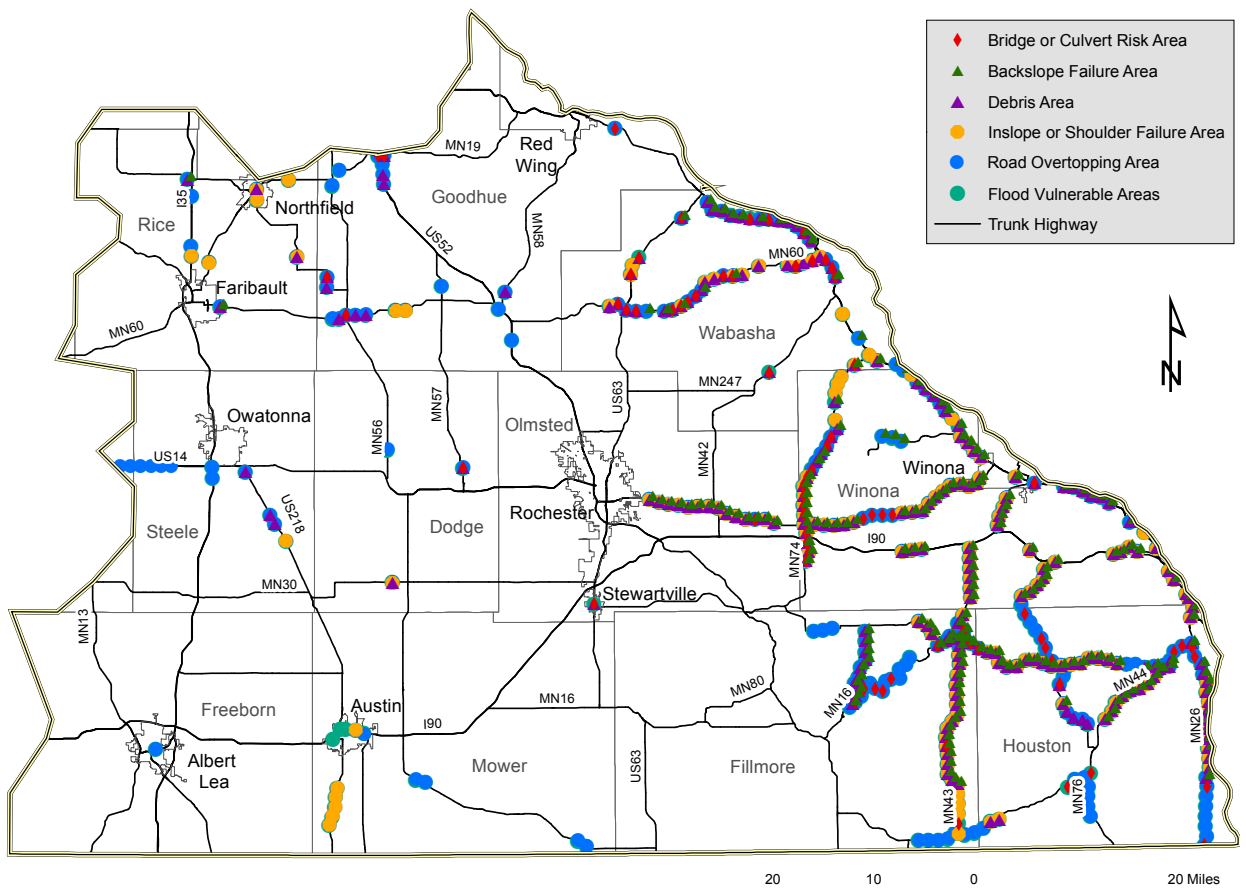 Bridge or Culvert Risk Area
Backslope Failure Area
Debris Area
Inslope or Shoulder Failure Area
Road Overtopping Area
Flood Vulnerable Areas
Trunk Highway
N
MN19
Red
Wing
I35
Northfield
Goodhue
Rice
US52
MN58
MN60
Faribault
MN60
Wabasha
MN247
US63
MN57
Olmsted
Owatonna
MN56
MN42
US14
Winona
Winona
US218
Rochester
Steele
Dodge
I90
MN74
MN30
Stewartville
MN13
MN80
MN16
MN16
MN44
Freeborn
Austin
I90
MN26
Albert
Lea
Mower
US63
Fillmore
Houston
MN43
MN76
20
10
0
20 Miles